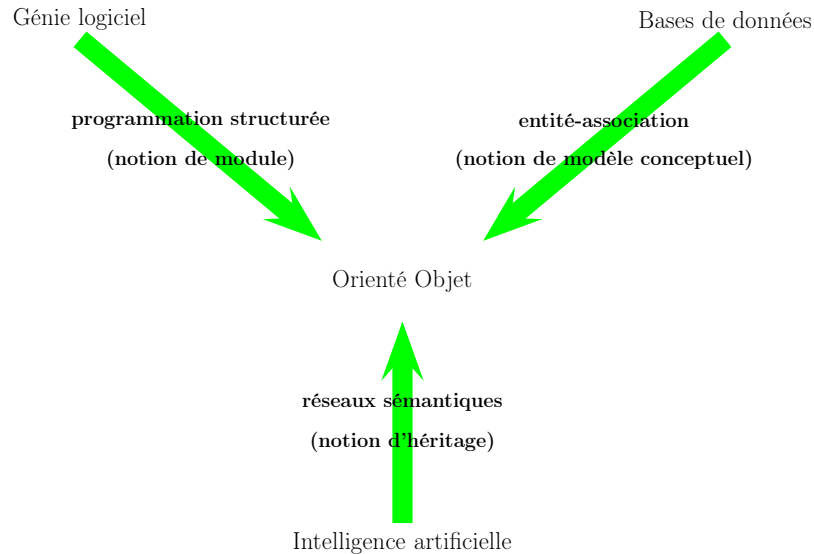 Génie logiciel
Bases de données
programmation structurée
(notion de module)
entité-association
(notion de modèle conceptuel)
Orienté Objet
réseaux sémantiques
(notion d'héritage)
Intelligence artificielle